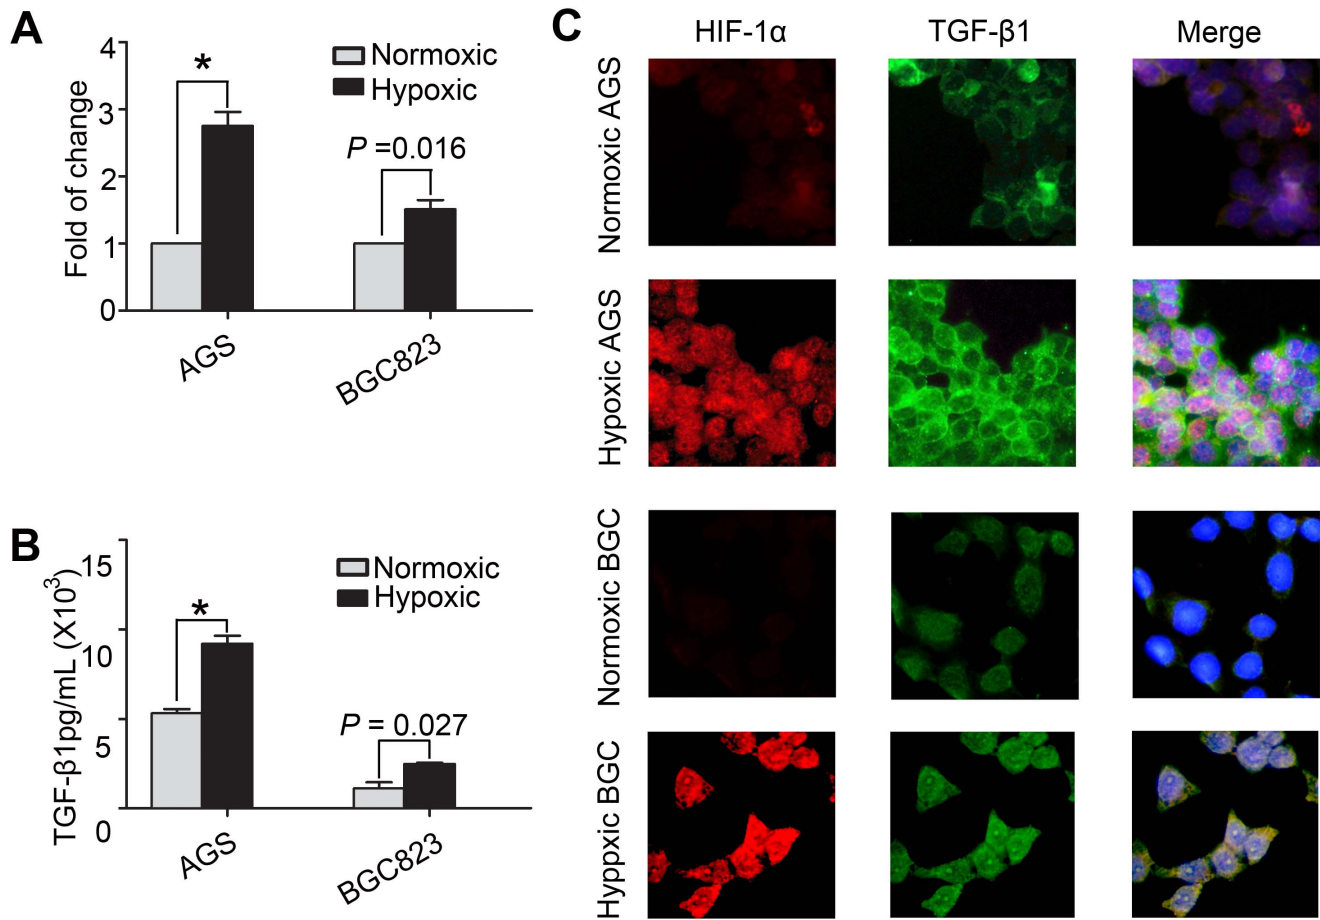 A
Fold of change
4
3
2
1
0
*
Normoxic
Hypoxic
P =0.016
AGS
BGC823
B
TGF-β1pg/mL (X10³)
15
10
5
0
*
Normoxic
Hypoxic
P = 0.027
AGS
BGC823
C
HIF-1α
TGF-β1
Merge
Normoxic AGS
Hypoxic AGS
Normoxic BGC
Hyppxic BGC